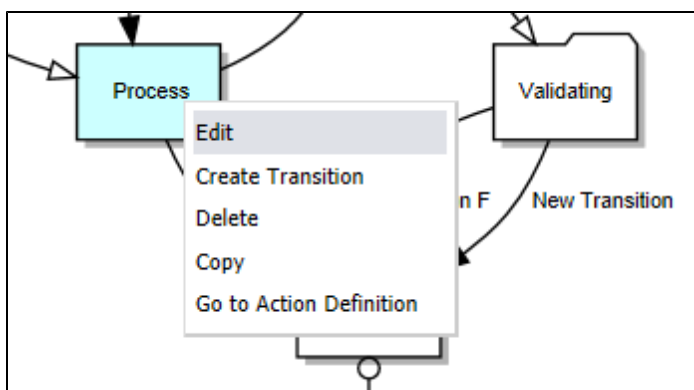 Process
Validating
Edit
Create Transition
n F
New Transition
Delete
Copy
Go to Action Definition